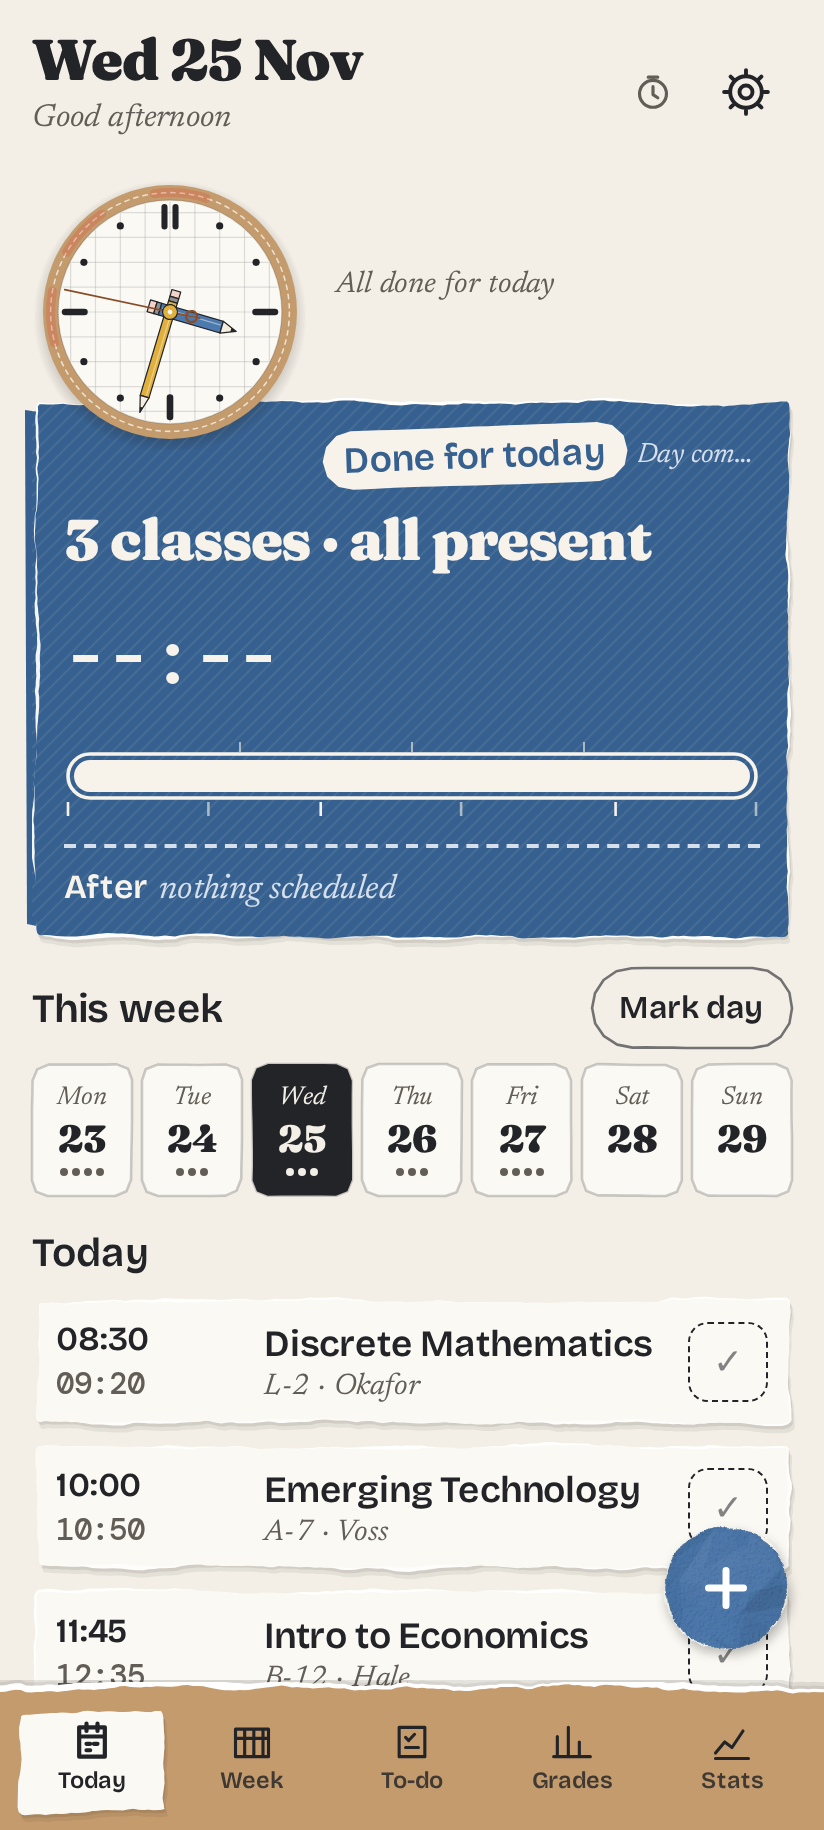 Wed 25 Nov
Good afternoon
All done for today
Done for today Day com...
3 classes • all present
--:--
After nothing scheduled
This week
Mark day
Mon Tue Wed Thu Fri Sat Sun
23 24 25 26 27 28 29
Today
08:30 Discrete Mathematics
09:20 L-2 · Okafor
10:00 Emerging Technology
10:50 A-7 · Voss
11:45 Intro to Economics
12:35 B-12 · Hale
Today Week To-do Grades Stats